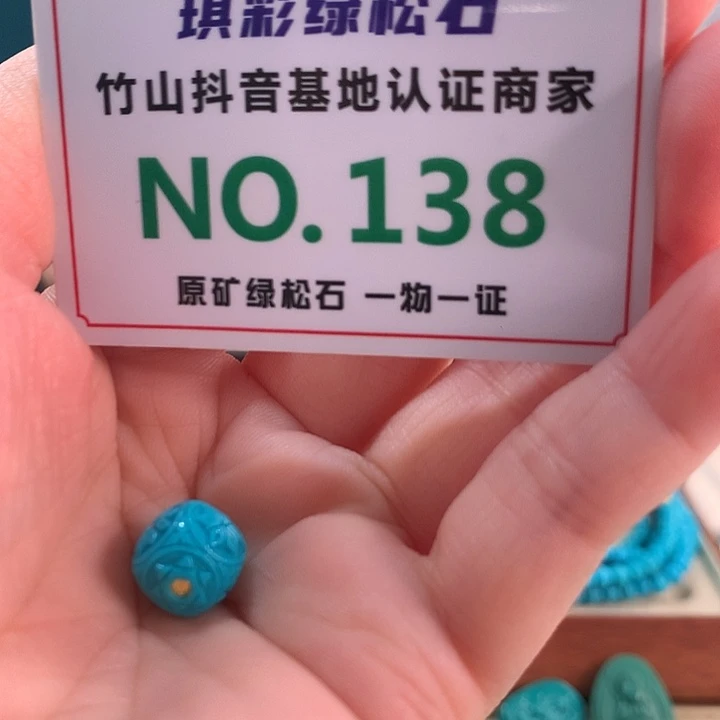 琪彩绿松石
竹山抖音基地认证商家
NO.138
原矿绿松石 一物一证